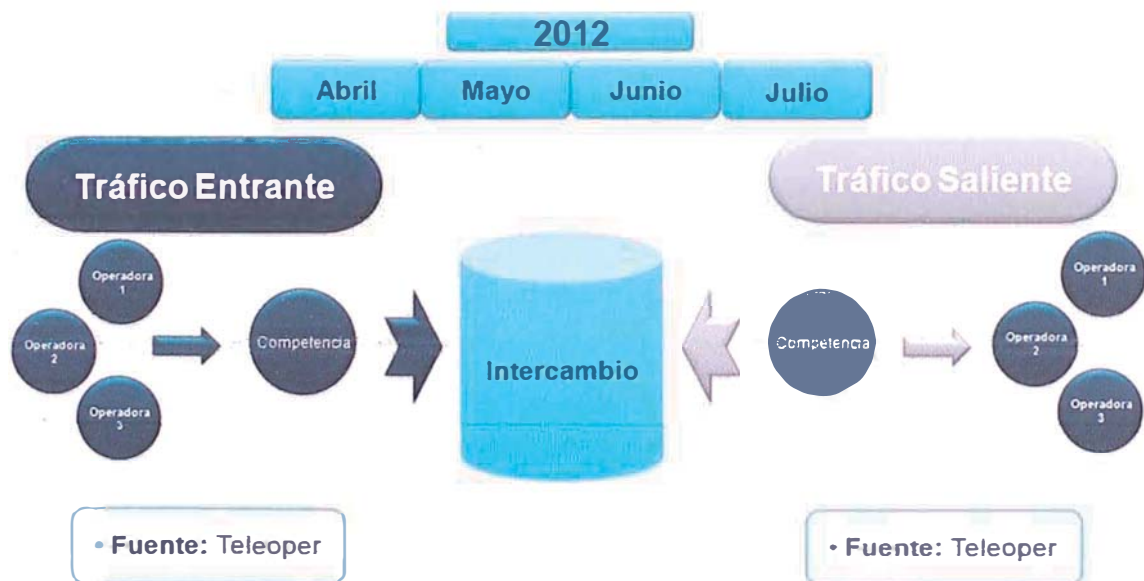 2012
Abril Mayo Junio Julio
Tráfico Entrante
Tráfico Saliente
Operadora
1
Operadora
2
Operadora
3
Competencia
Intercambio
Competencia
Operadora
1
Operadora
2
Operadora
3
• Fuente: Teleoper
• Fuente: Teleoper